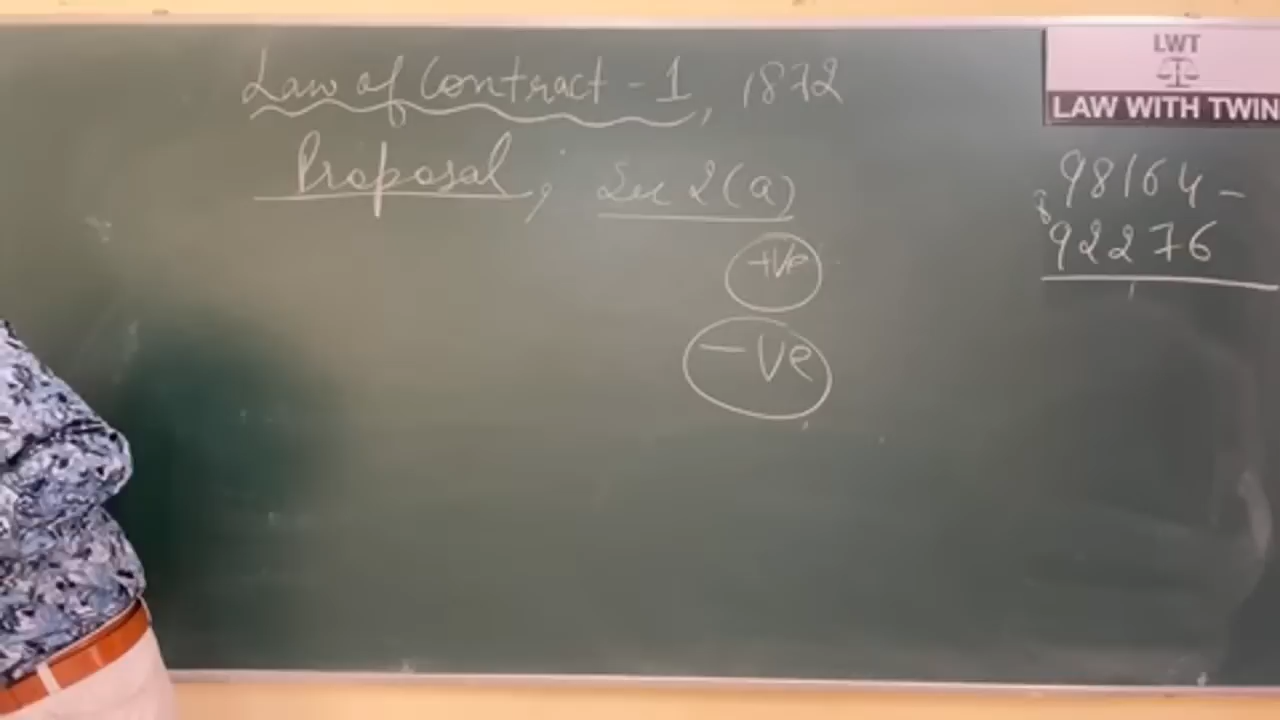 Law of Contract - 1, 1872
Proposal, Sec 2(a)
+Ve
-Ve
LWT
LAW WITH TWIN
98164-
92276